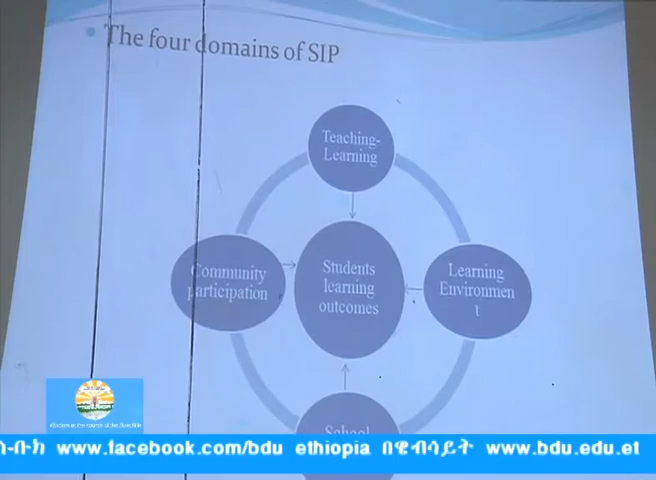 The four domains of SIP
Teaching-
Learning
Community
participation
Students
learning
outcomes
Learning
Environmen
t
School
www.facebook.com/bdu ethiopia በዌብሳይት www.bdu.edu.et